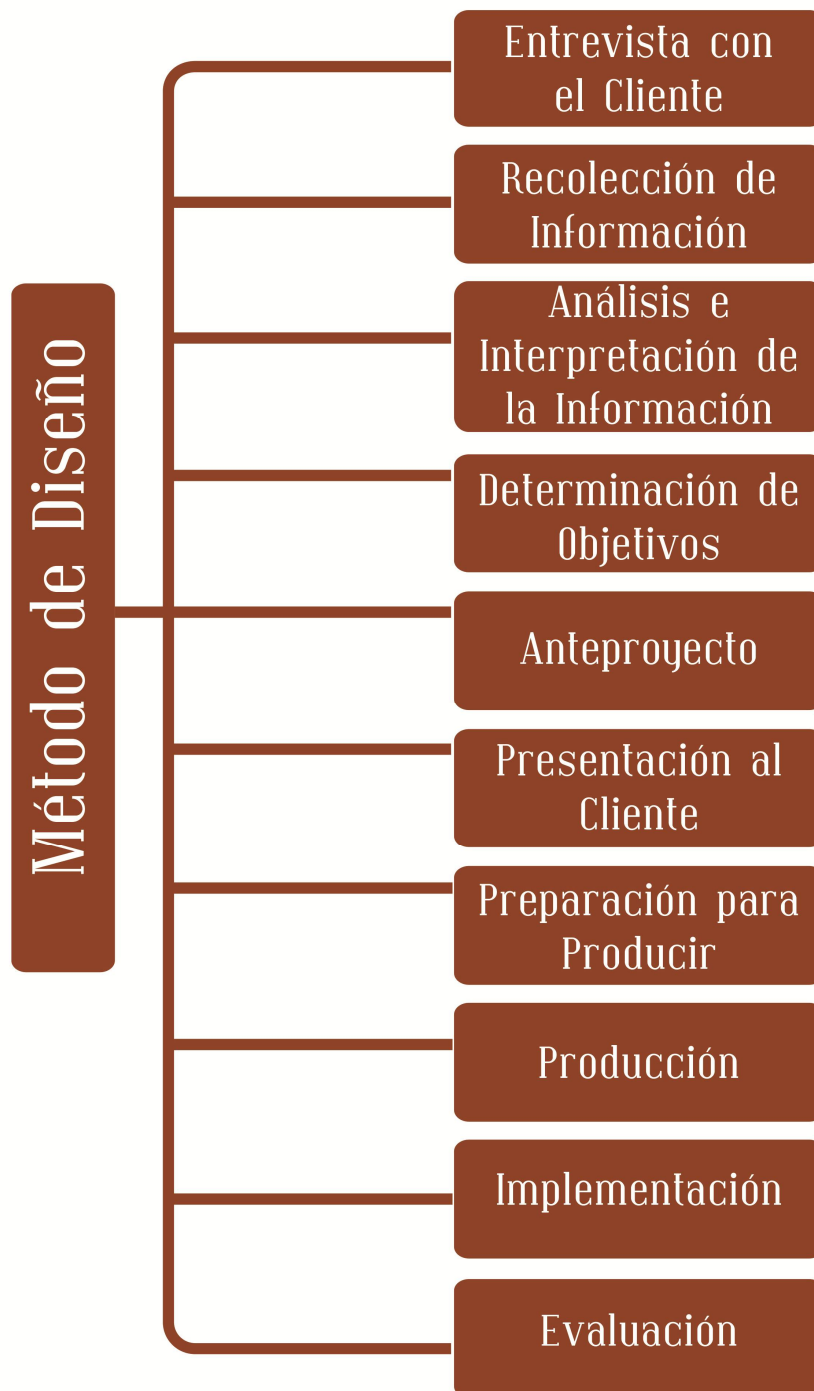 Método de Diseño
Entrevista con
el Cliente
Recolección de
Información
Análisis e
Interpretación de
la Información
Determinación de
Objetivos
Anteproyecto
Presentación al
Cliente
Preparación para
Producir
Producción
Implementación
Evaluación